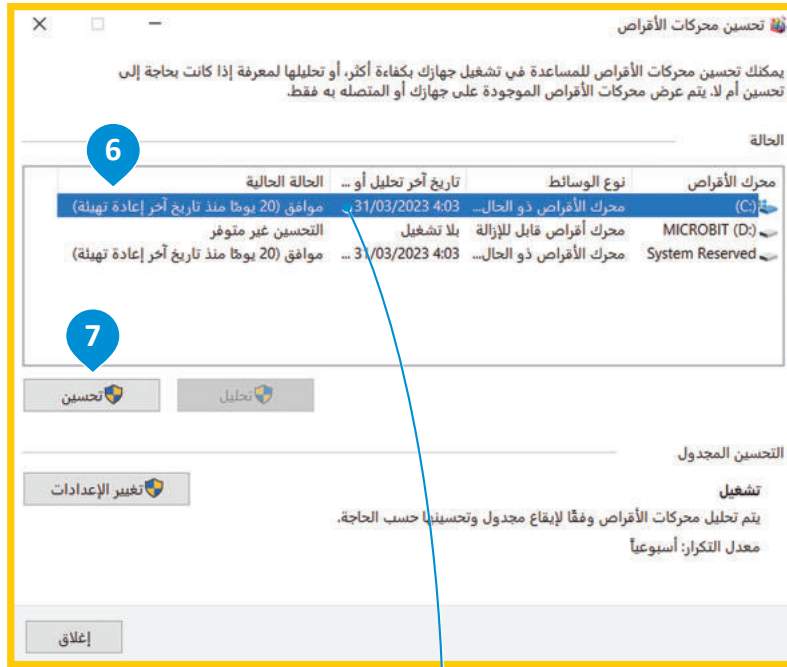 تحسين محركات الأقراص
يمكنك تحسين محركات الأقراص للمساعدة في تشغيل جهازك بكفاءة أكثر، أو تحليلها لمعرفة إذا كانت بحاجة إلى
تحسين أم لا. يتم عرض محركات الأقراص الموجودة على جهازك أو المتصله به فقط.
الحالة
6
محرك الأقراص نوع الوسائط تاريخ آخر تحليل أو ... الحالة الحالية
(C:) محرك الأقراص ذو الحال... 31/03/2023 4:03 موافق (20 يومًا منذ تاريخ آخر إعادة تهيئة)
MICROBIT (D:) محرك أقراص قابل للإزالة بلا تشغيل التحسين غير متوفر
System Reserved محرك الأقراص ذو الحال... 31/03/2023 4:03 ... موافق (20 يومًا منذ تاريخ آخر إعادة تهيئة)
7
تحليل تحسين
التحسين المجدول
تشغيل
تغيير الإعدادات
يتم تحليل محركات الأقراص وفقًا لإيقاع مجدول وتحسينها حسب الحاجة.
معدل التكرار: أسبوعياً
إغلاق